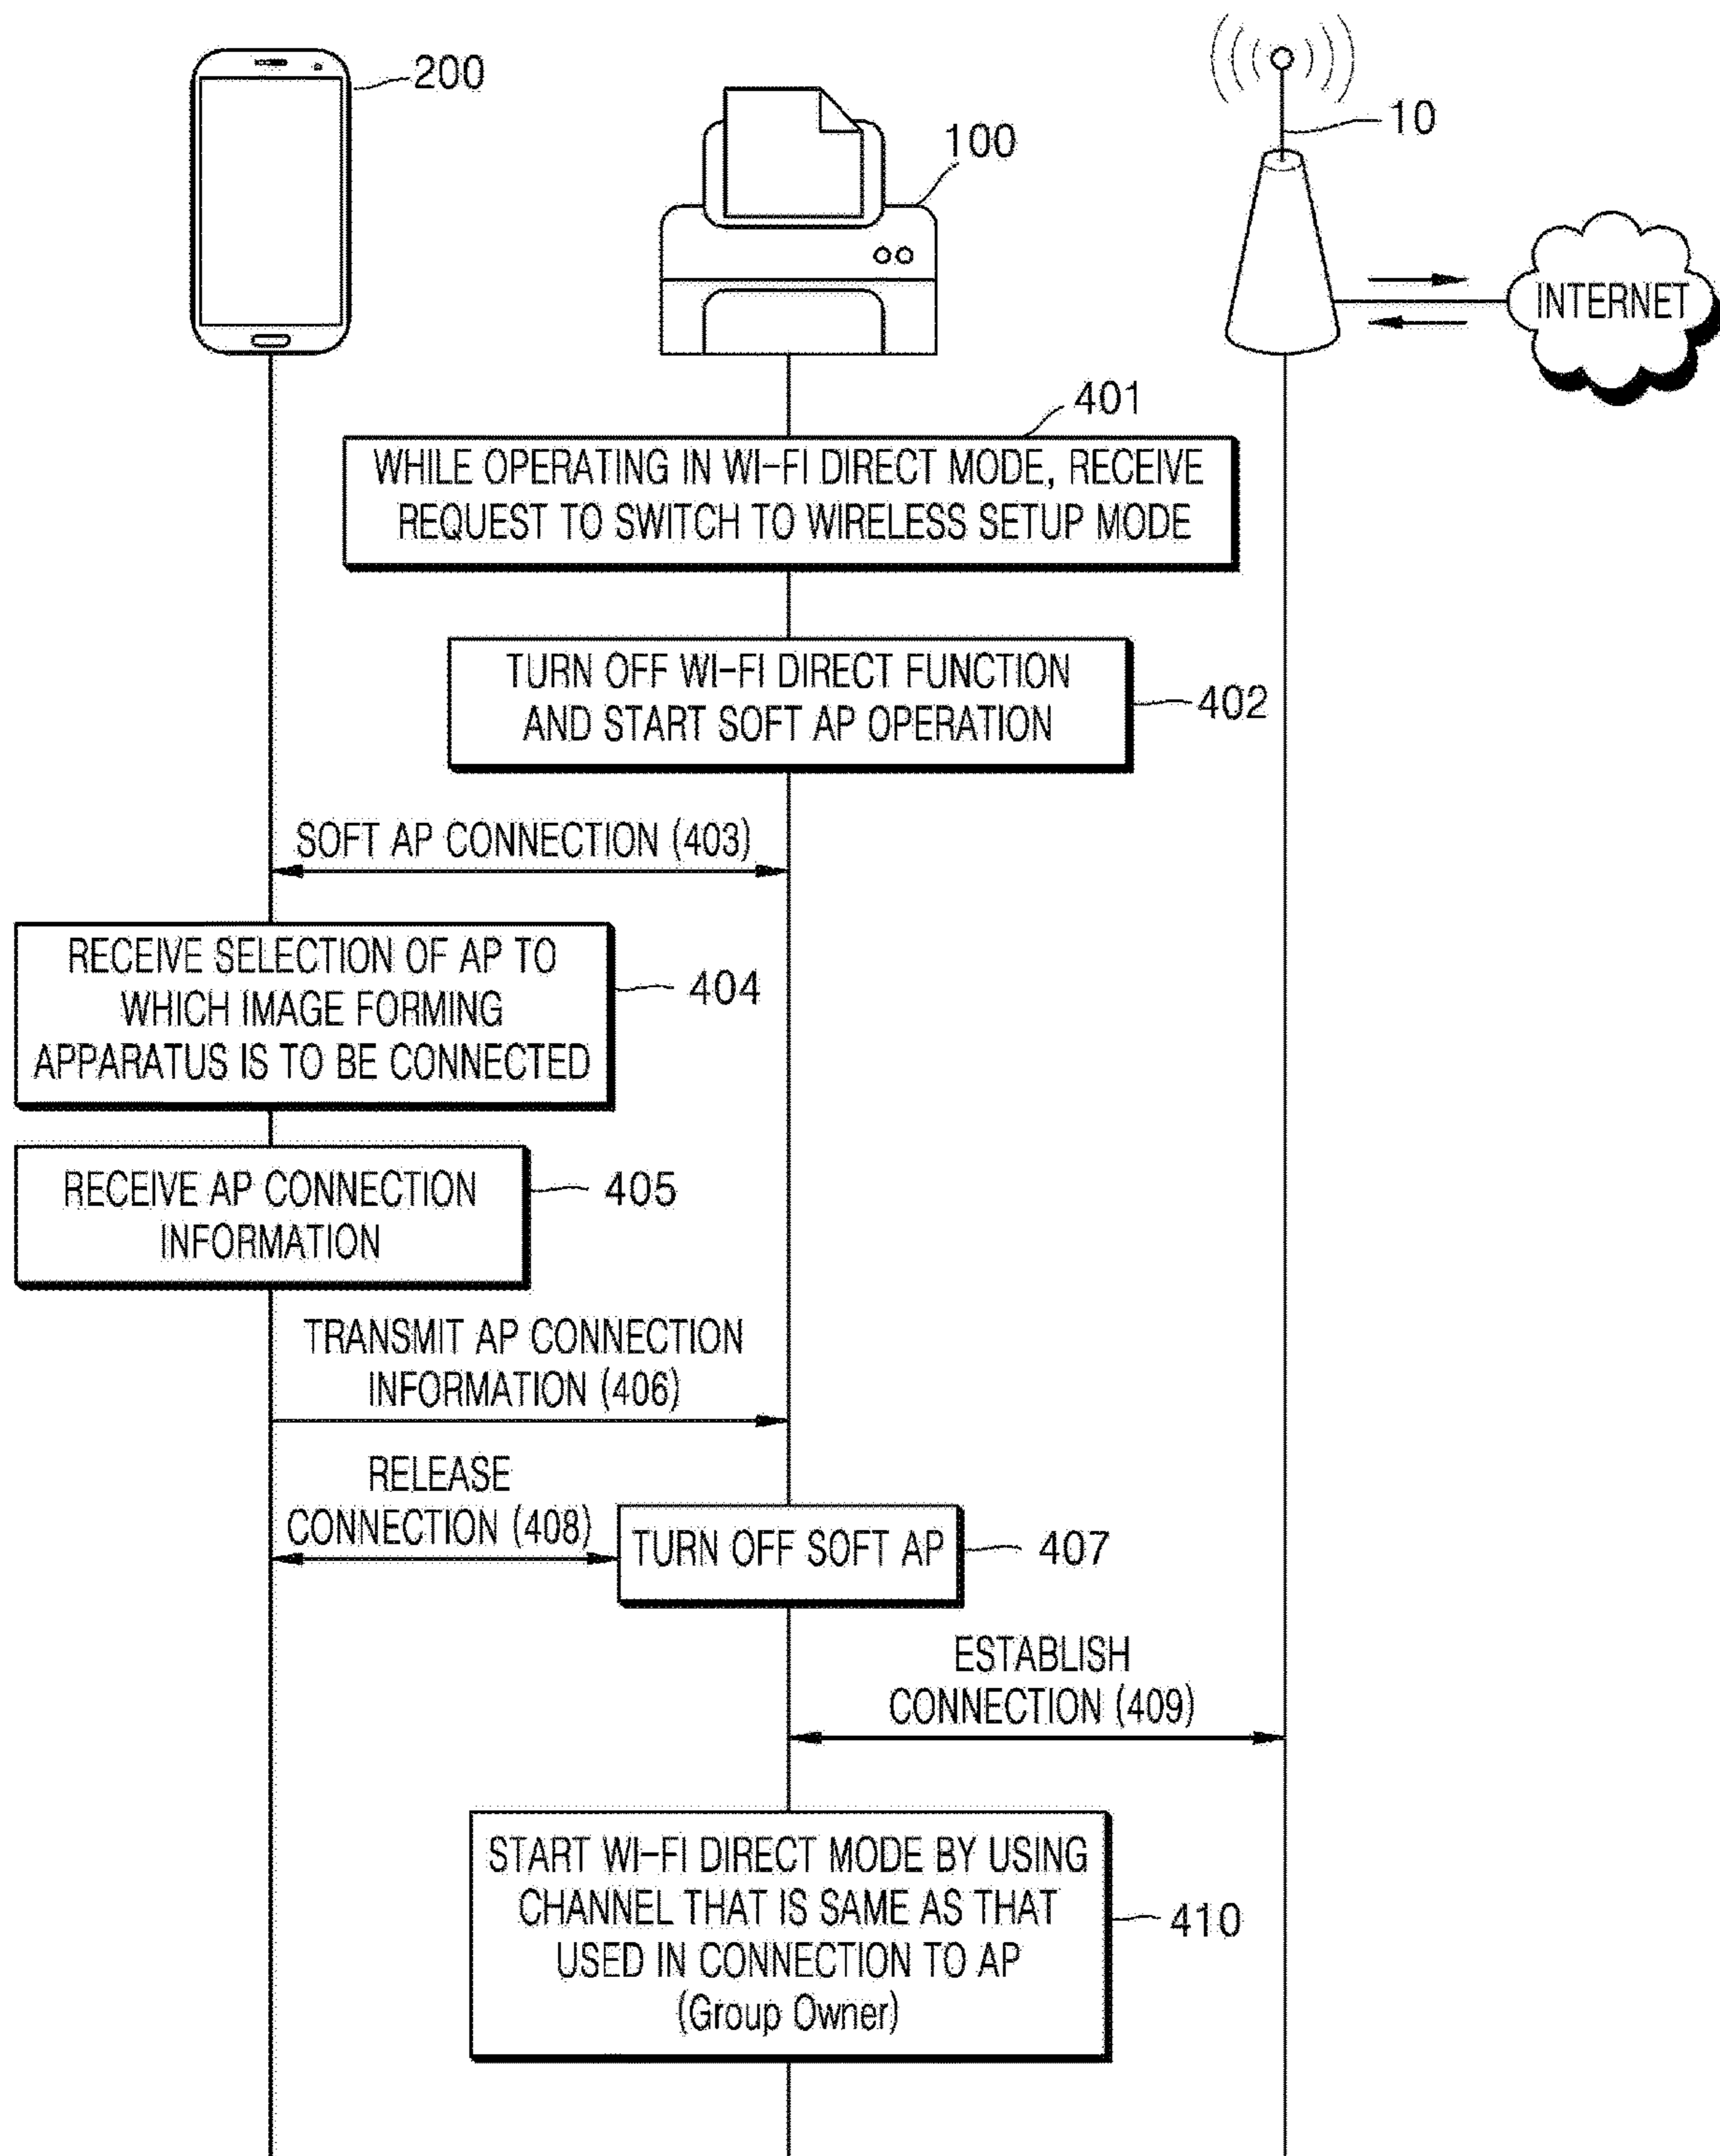 200
100
10
INTERNET
401
WHILE OPERATING IN WI-FI DIRECT MODE, RECEIVE
REQUEST TO SWITCH TO WIRELESS SETUP MODE
TURN OFF WI-FI DIRECT FUNCTION
AND START SOFT AP OPERATION
402
SOFT AP CONNECTION (403)
RECEIVE SELECTION OF AP TO
WHICH IMAGE FORMING
APPARATUS IS TO BE CONNECTED
404
RECEIVE AP CONNECTION
INFORMATION
405
TRANSMIT AP CONNECTION
INFORMATION (406)
RELEASE
CONNECTION (408)
TURN OFF SOFT AP
407
ESTABLISH
CONNECTION (409)
START WI-FI DIRECT MODE BY USING
CHANNEL THAT IS SAME AS THAT
USED IN CONNECTION TO AP
(Group Owner)
410